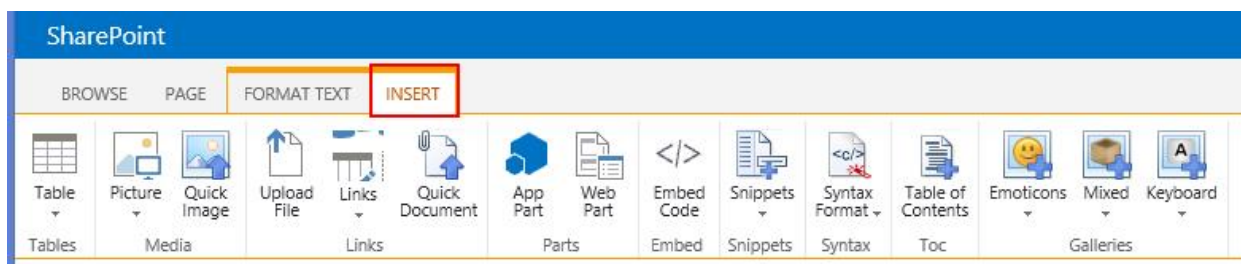 SharePoint
BROWSE PAGE FORMAT TEXT INSERT
Table Picture Quick Image Upload File Links Quick Document App Part Web Part </> Embed Code Snippets <c/> Syntax Format Table of Contents Emoticons Mixed A Keyboard
Tables Media Links Parts Embed Snippets Syntax Toc Galleries